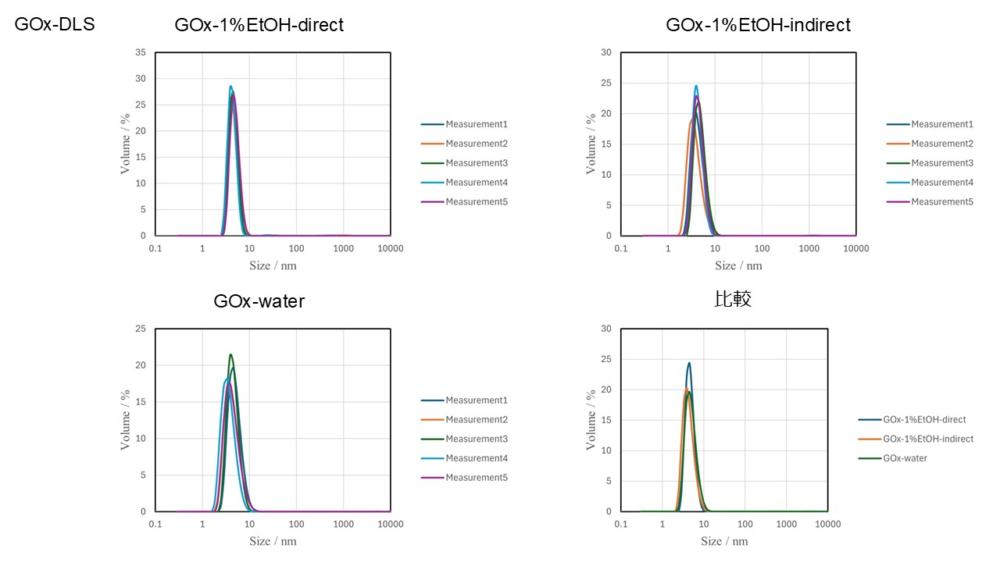 GOx-DLS
GOx-1%EtOH-direct
35
30
25
20
15
10
5
0
Volume / %
0.1 1 10 100 1000 10000
Size / nm
Measurement1
Measurement2
Measurement3
Measurement4
Measurement5
GOx-1%EtOH-indirect
30
25
20
15
10
5
0
Volume / %
0.1 1 10 100 1000 10000
Size / nm
Measurement1
Measurement2
Measurement3
Measurement4
Measurement5
GOx-water
25
20
15
10
5
0
Volume / %
0.1 1 10 100 1000 10000
Size / nm
Measurement1
Measurement2
Measurement3
Measurement4
Measurement5
比較
30
25
20
15
10
5
0
Volume / %
0.1 1 10 100 1000 10000
Size / nm
GOx-1%EtOH-direct
GOx-1%EtOH-indirect
GOx-water